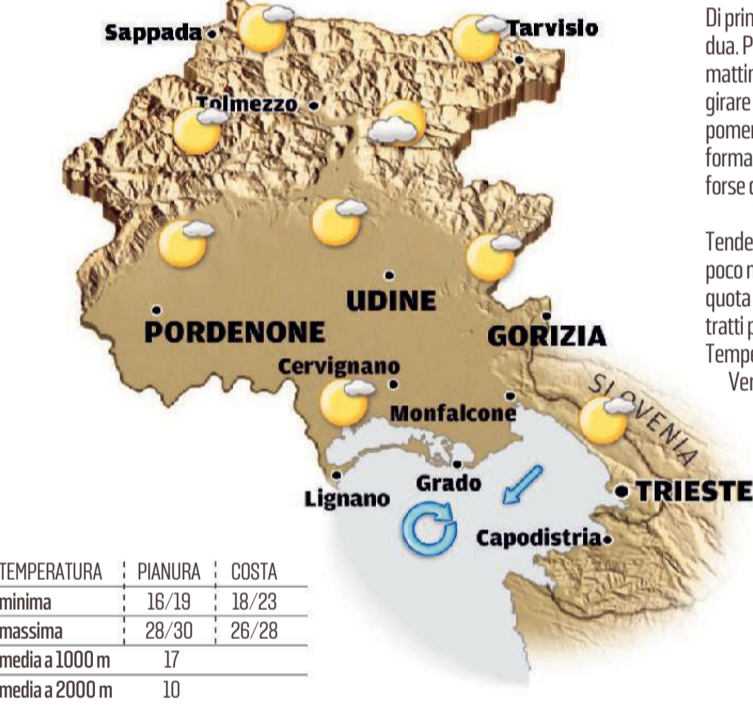 Sappada
Tarvisio
Tolmezzo
UDINE
PORDENONE
GORIZIA
Cervignano
SLOVENIA
Monfalcone
Grado
Lignano
TRIESTE
Capodistria
TEMPERATURA PIANURA COSTA
minima 16/19 18/23
massima 28/30 26/28
media a 1000 m 17
media a 2000 m 10
Di
dua. P
mattin
girare
pomer
forma
forse
Tende
poco
quota
tratti
Tempe
Ver